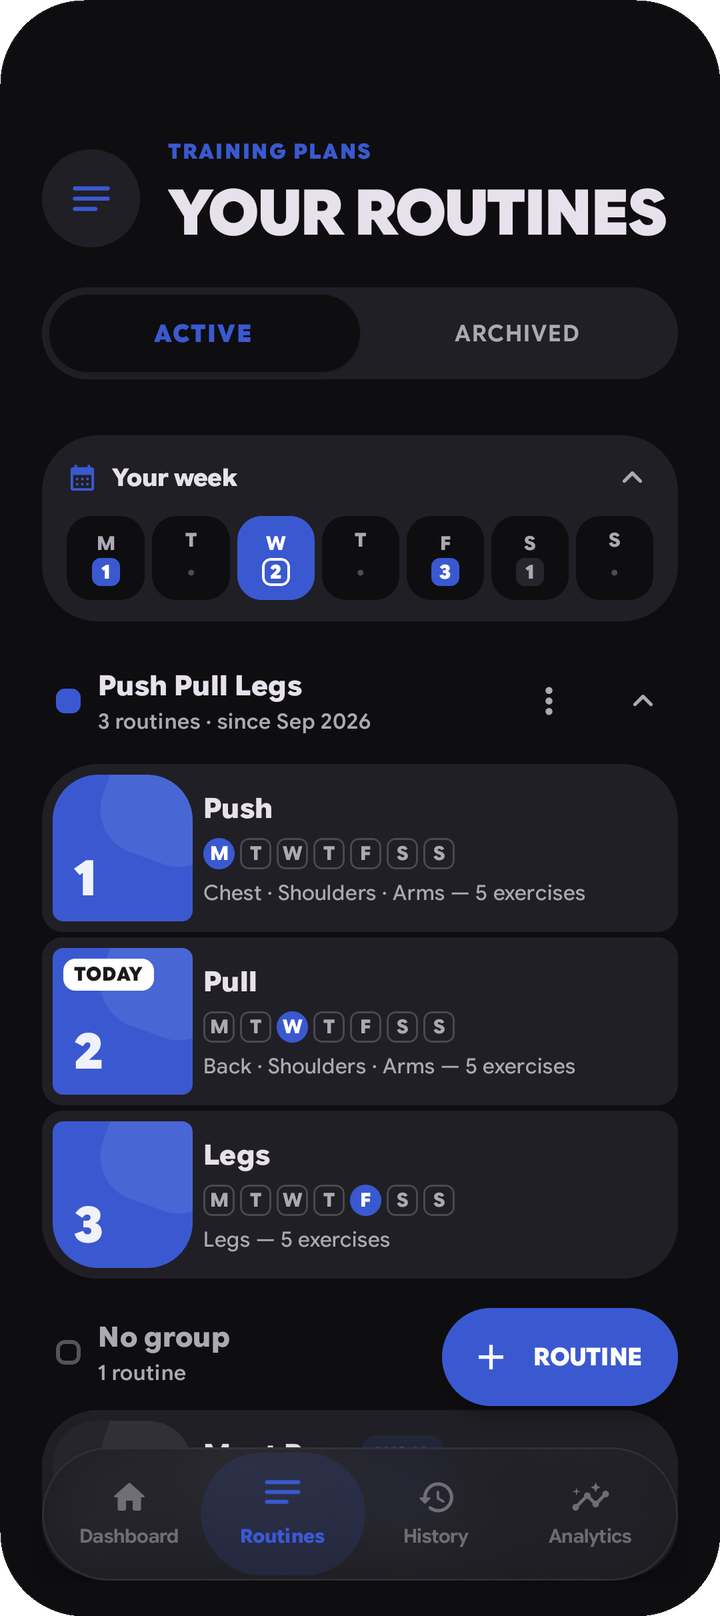 TRAINING PLANS
YOUR ROUTINES
ACTIVE ARCHIVED
Your week
M T W T F S S
1 · 2 · 3 1 ·
Push Pull Legs
3 routines · since Sep 2026
1
Push
M T W T F S S
Chest · Shoulders · Arms — 5 exercises
TODAY
2
Pull
M T W T F S S
Back · Shoulders · Arms — 5 exercises
3
Legs
M T W T F S S
Legs — 5 exercises
No group
1 routine
+ ROUTINE
Dashboard Routines History Analytics